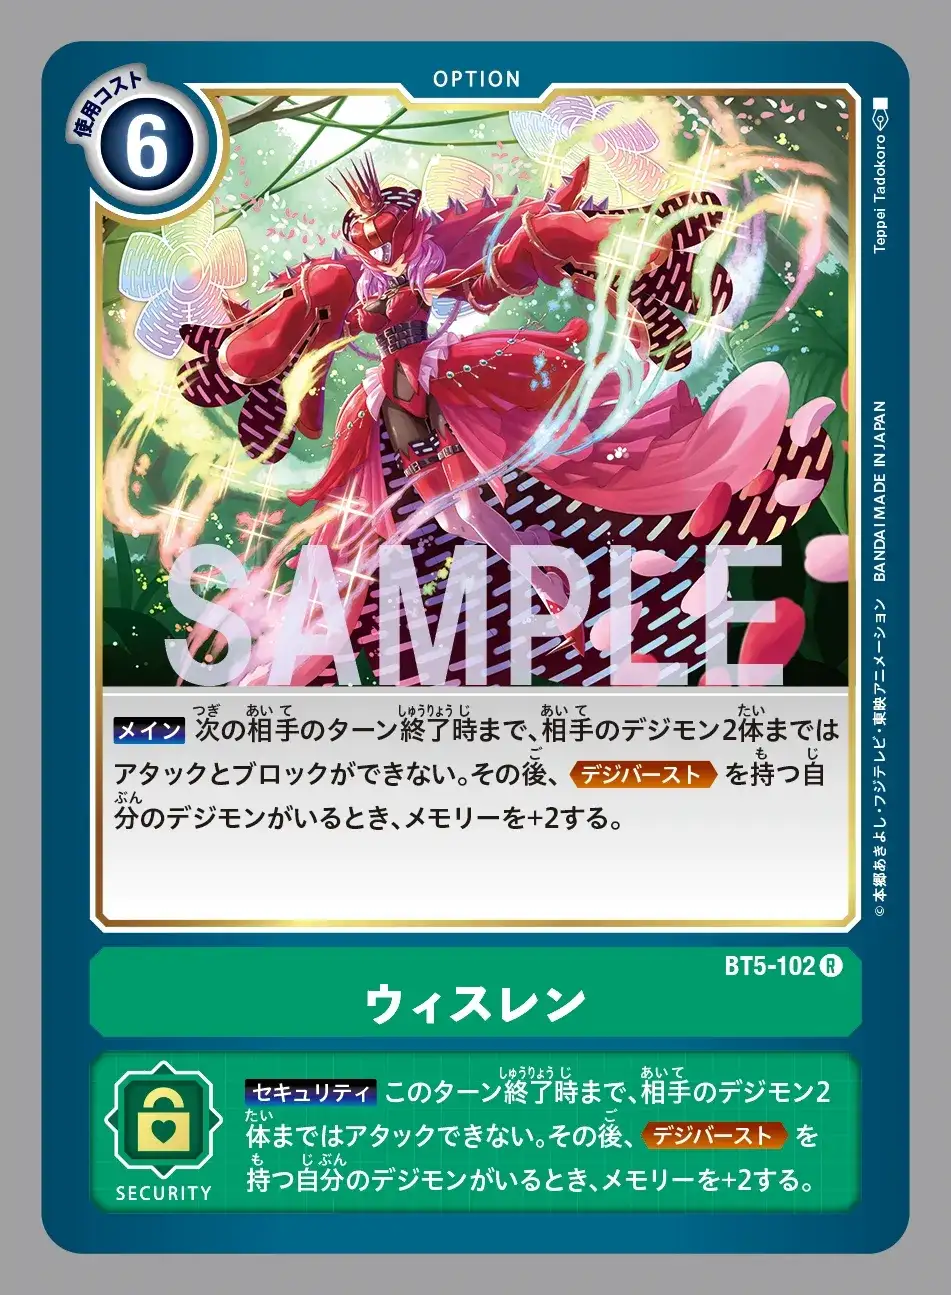 OPTION
使用コスト
6
Teppei Tadokoro
BANDAI MADE IN JAPAN
©本郷あきよし・フジテレビ・東映アニメーション
SAMPLE
メイン 次の相手のターン終了時まで、相手のデジモン2体までは
アタックとブロックができない。その後、 デジバースト を持つ自
分のデジモンがいるとき、メモリーを+2する。
BT5-102 R
ウィスレン
セキュリティ このターン終了時まで、相手のデジモン2
体まではアタックできない。その後、 デジバースト を
持つ自分のデジモンがいるとき、メモリーを+2する。
SECURITY